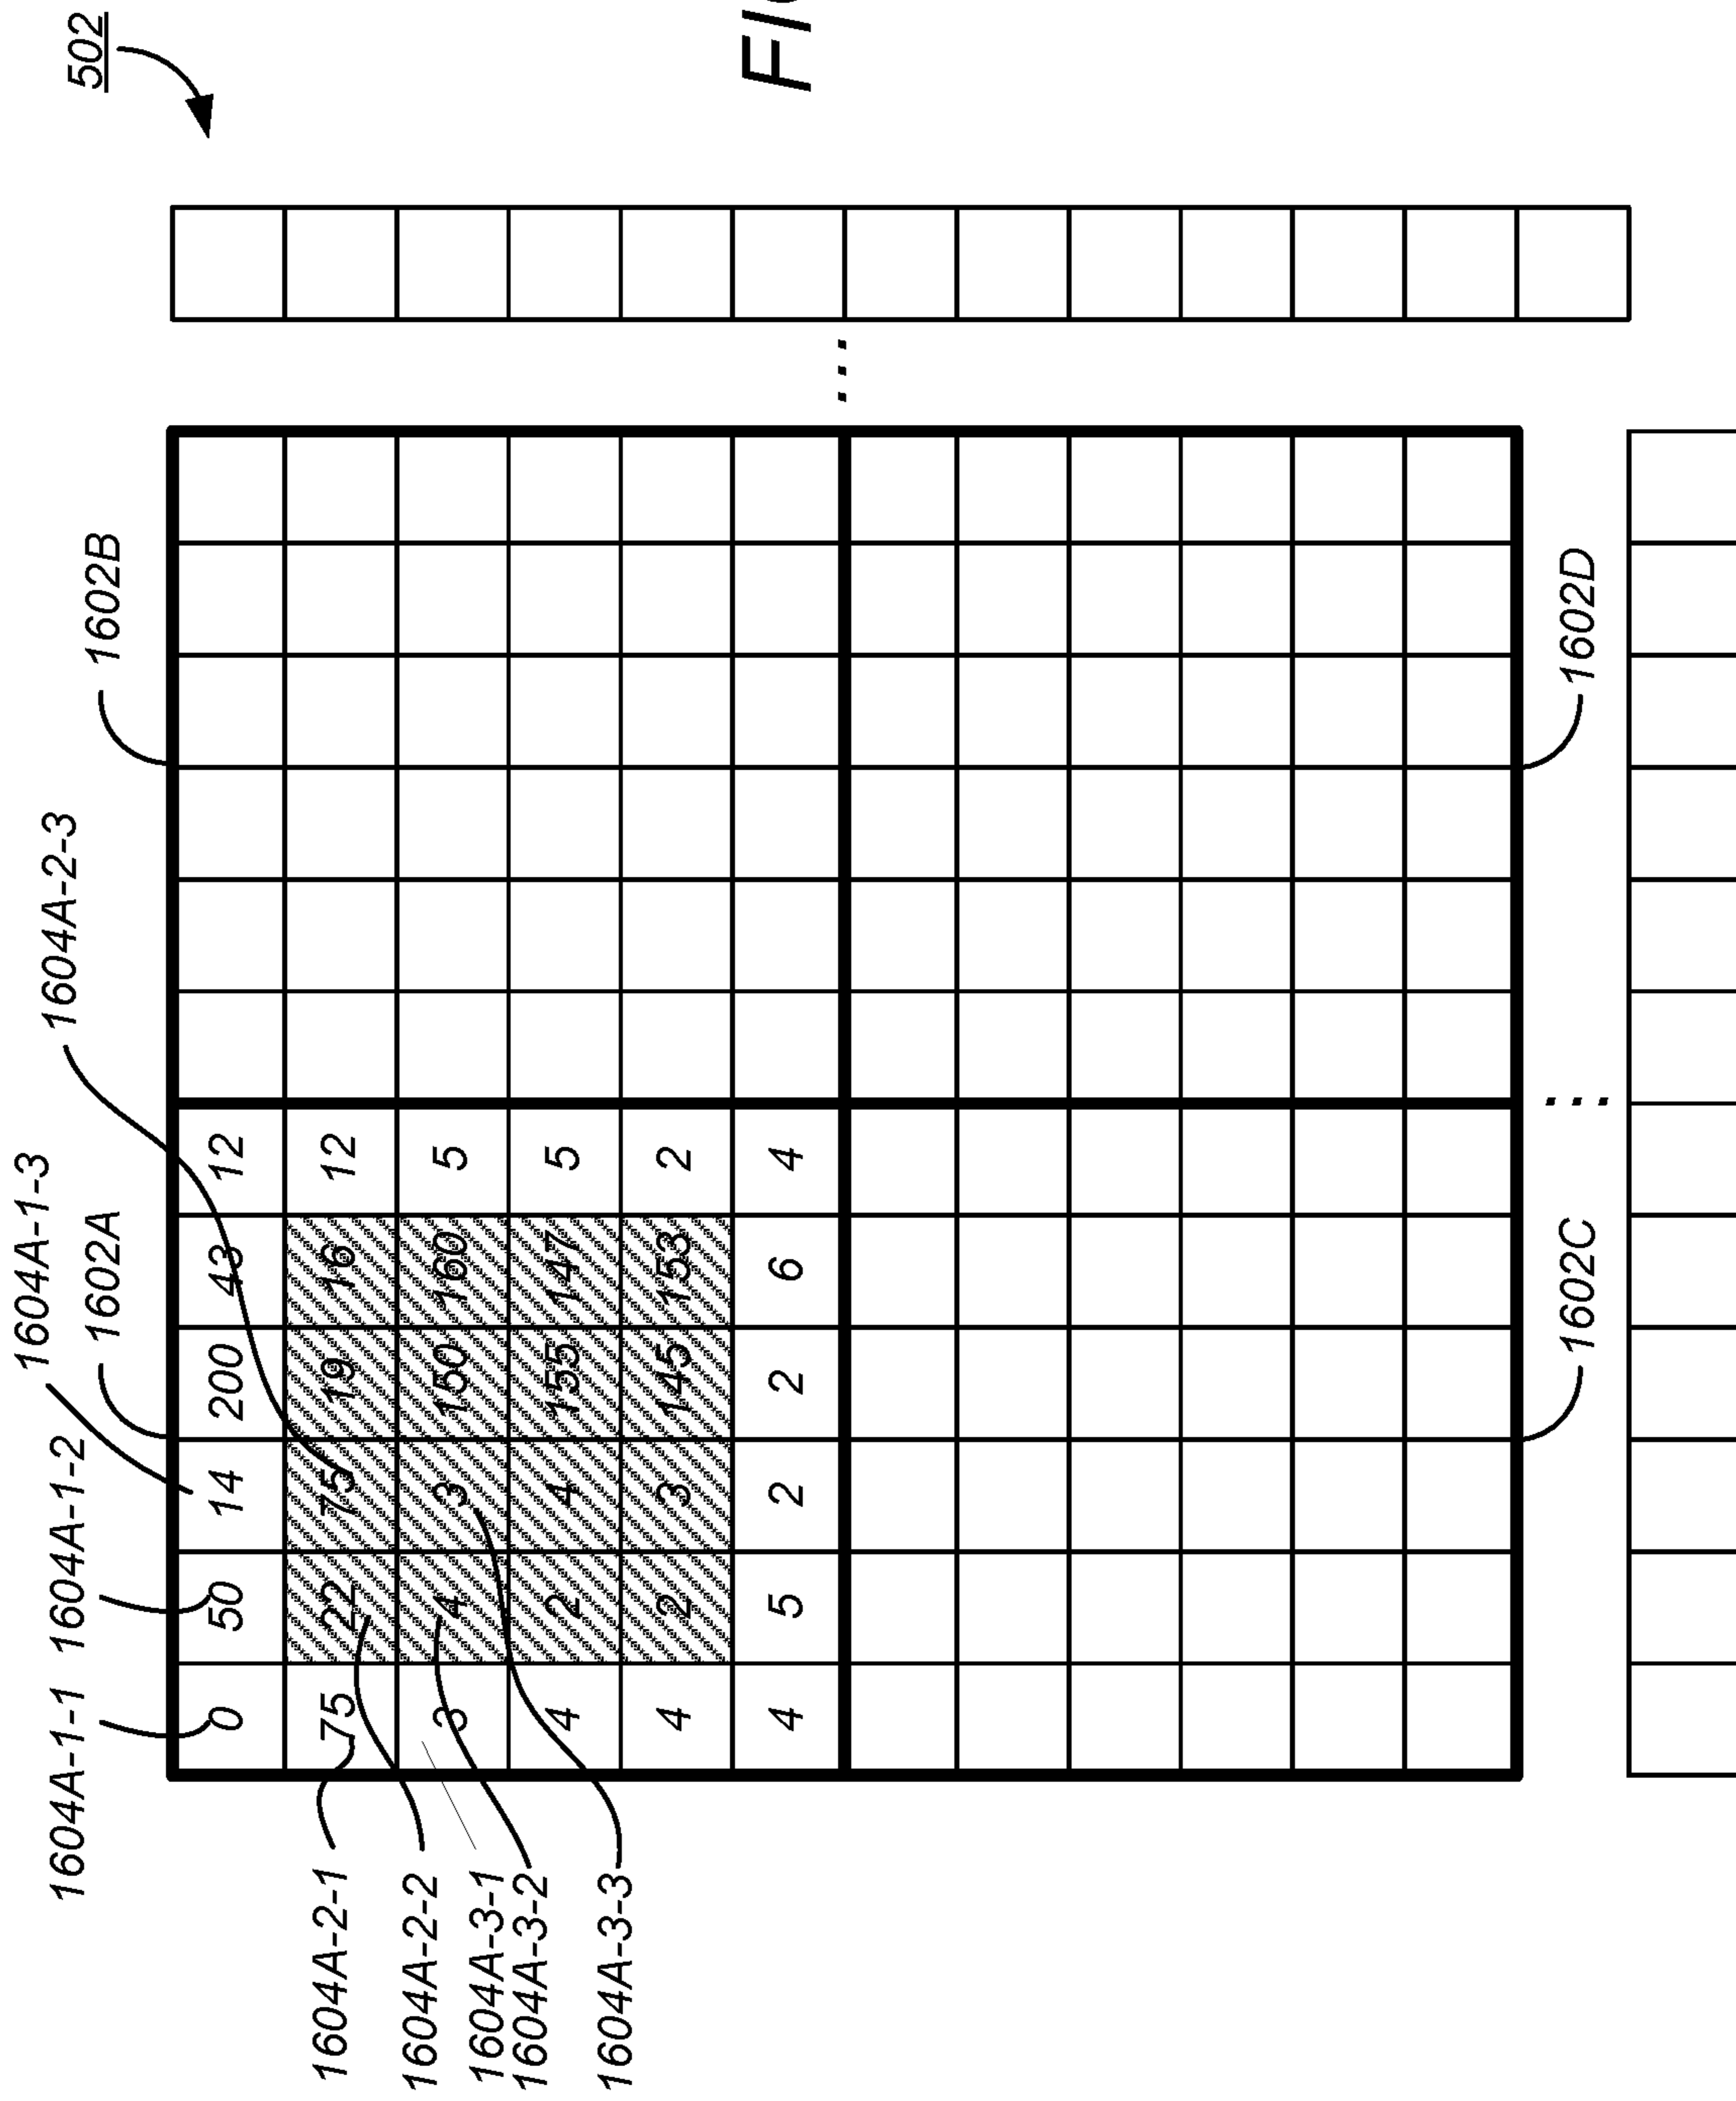 1604A-1-3
1604A-1-1 1604A-1-2 1604A-2-3
1602A 1602B 502
0 50 14 200 43 12
1604A-2-1 75 22 75 19 16 12
1604A-2-2 3 4 3 150 160 5
1604A-3-1
1604A-3-2 4 2 4 155 147 5
1604A-3-3 4 2 3 145 153 2
4 5 2 2 6 4
...
1602C ... 1602D